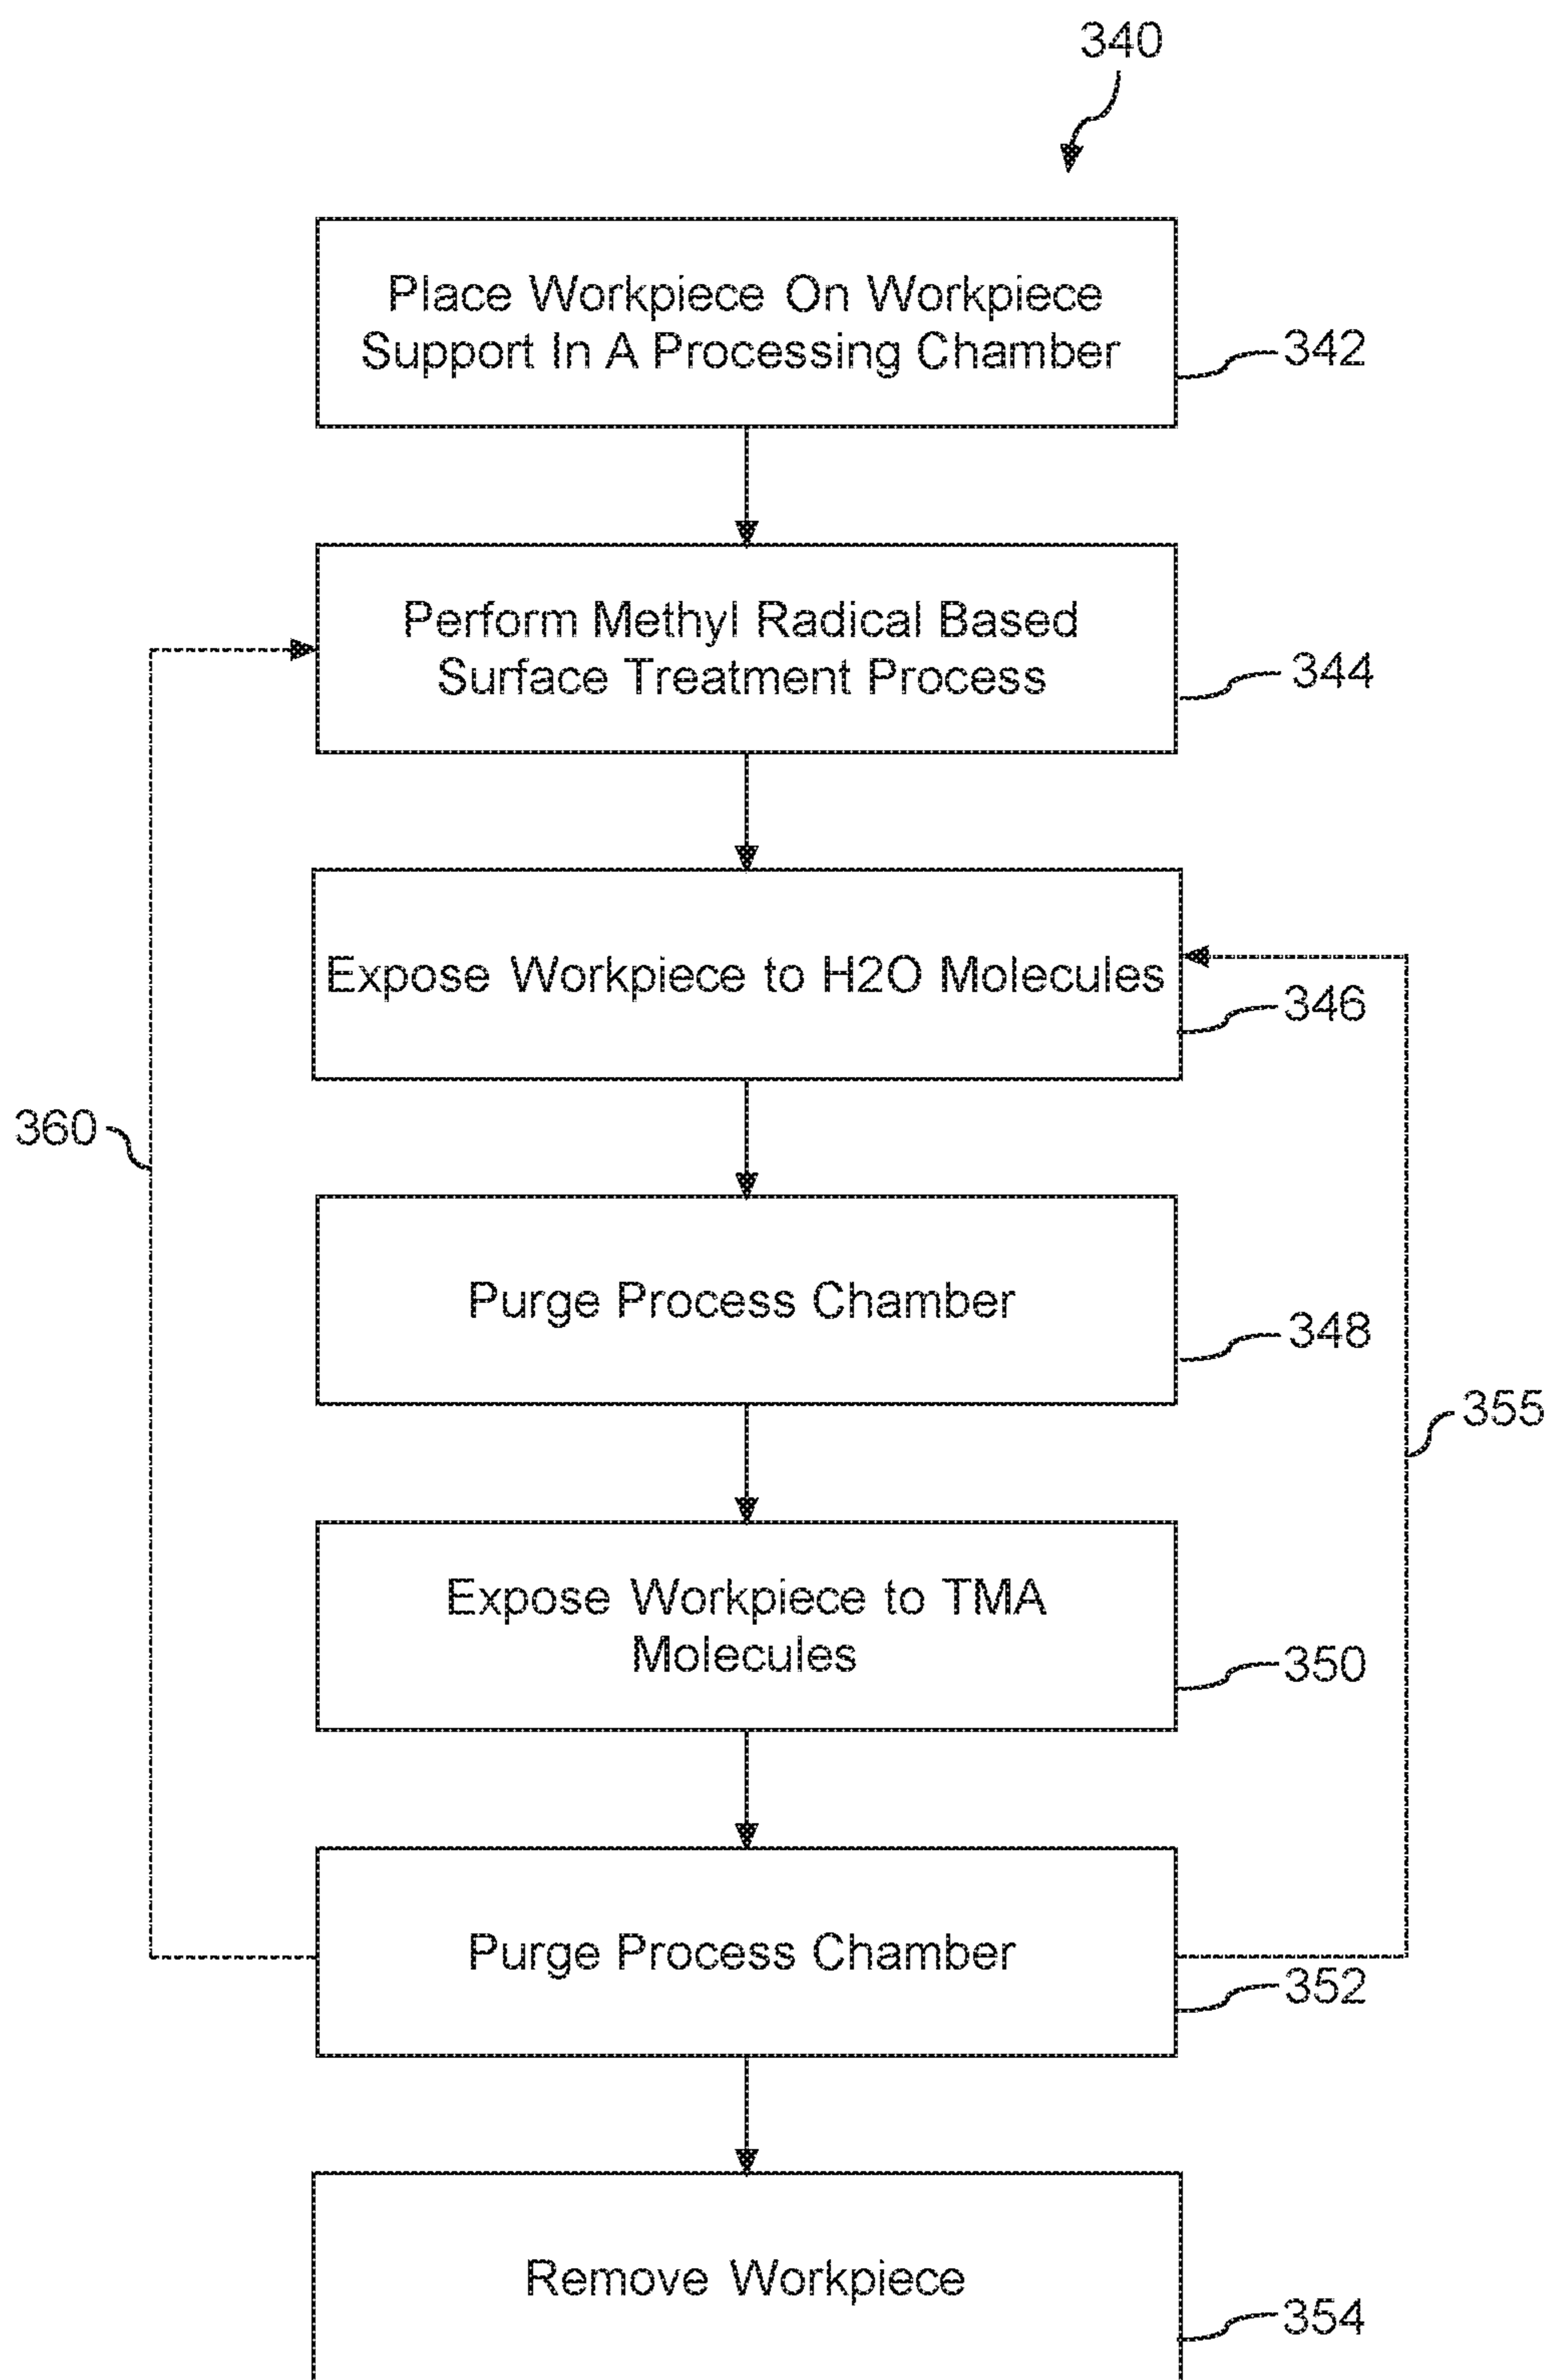 340
Place Workpiece On Workpiece
Support In A Processing Chamber
342
Perform Methyl Radical Based
Surface Treatment Process
344
Expose Workpiece to H2O Molecules
346
360
Purge Process Chamber
348
355
Expose Workpiece to TMA
Molecules
350
Purge Process Chamber
352
Remove Workpiece
354